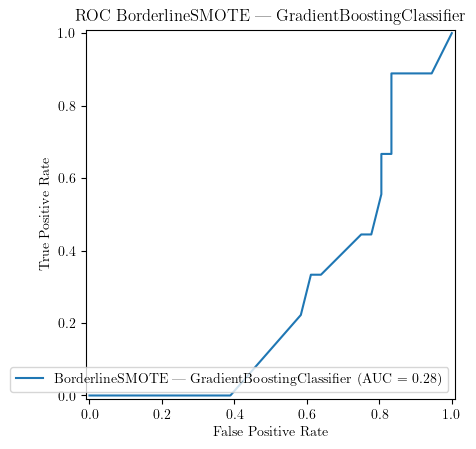 ROC BorderlineSMOTE — GradientBoostingClassifier
1.0
0.8
0.6
0.4
0.2
0.0
True Positive Rate
BorderlineSMOTE — GradientBoostingClassifier (AUC = 0.28)
0.0 0.2 0.4 0.6 0.8 1.0
False Positive Rate